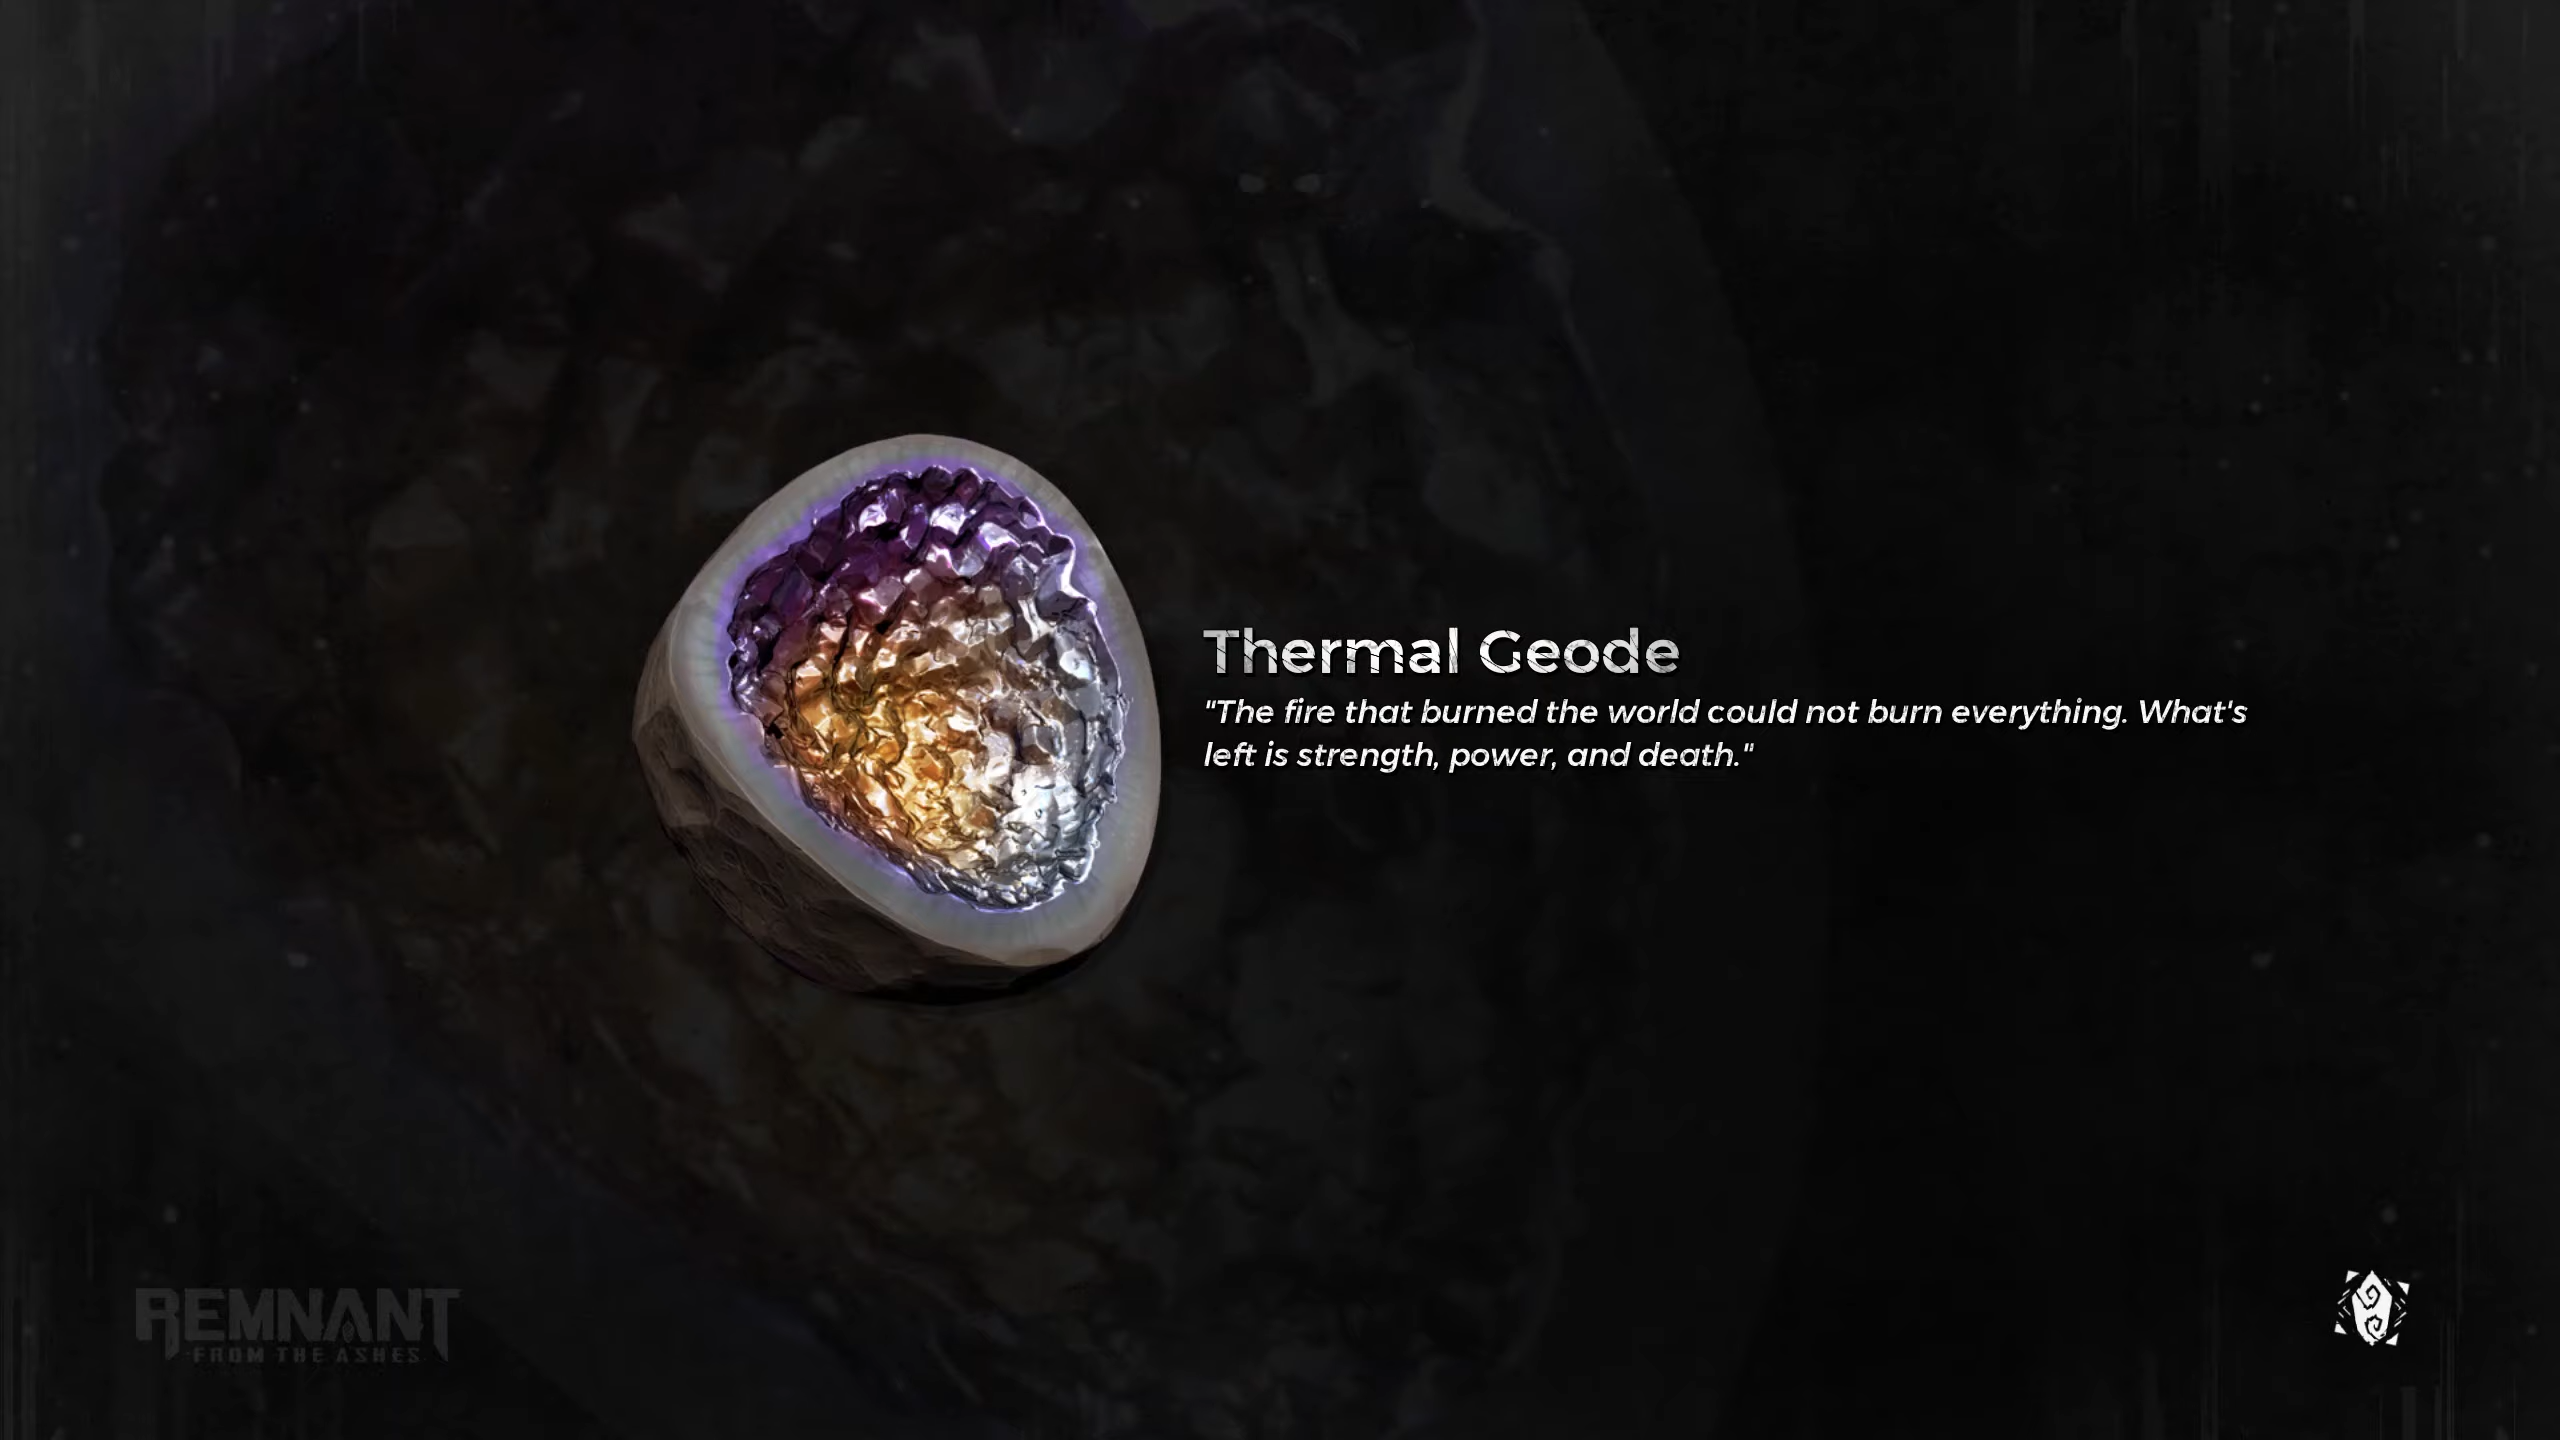 Thermal Geode
"The fire that burned the world could not burn everything. What's
left is strength, power, and death."
REMNANT
FROM THE ASHES